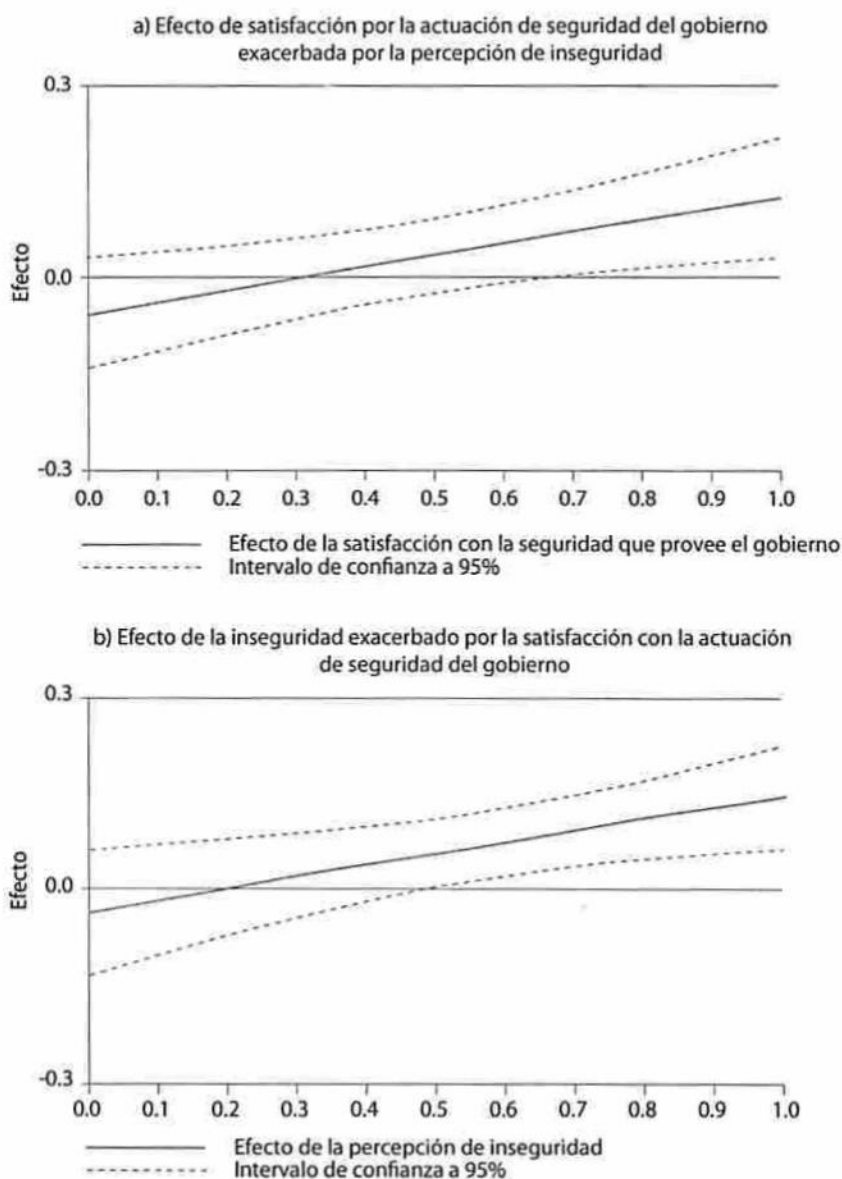 a) Efecto de satisfacción por la actuación de seguridad del gobierno
exacerbada por la percepción de inseguridad
0.3
0.0
-0.3
Efecto
0.0 0.1 0.2 0.3 0.4 0.5 0.6 0.7 0.8 0.9 1.0
Efecto de la satisfacción con la seguridad que provee el gobierno
Intervalo de confianza a 95%
b) Efecto de la inseguridad exacerbado por la satisfacción con la actuación
de seguridad del gobierno
0.3
0.0
-0.3
Efecto
0.0 0.1 0.2 0.3 0.4 0.5 0.6 0.7 0.8 0.9 1.0
Efecto de la percepción de inseguridad
Intervalo de confianza a 95%